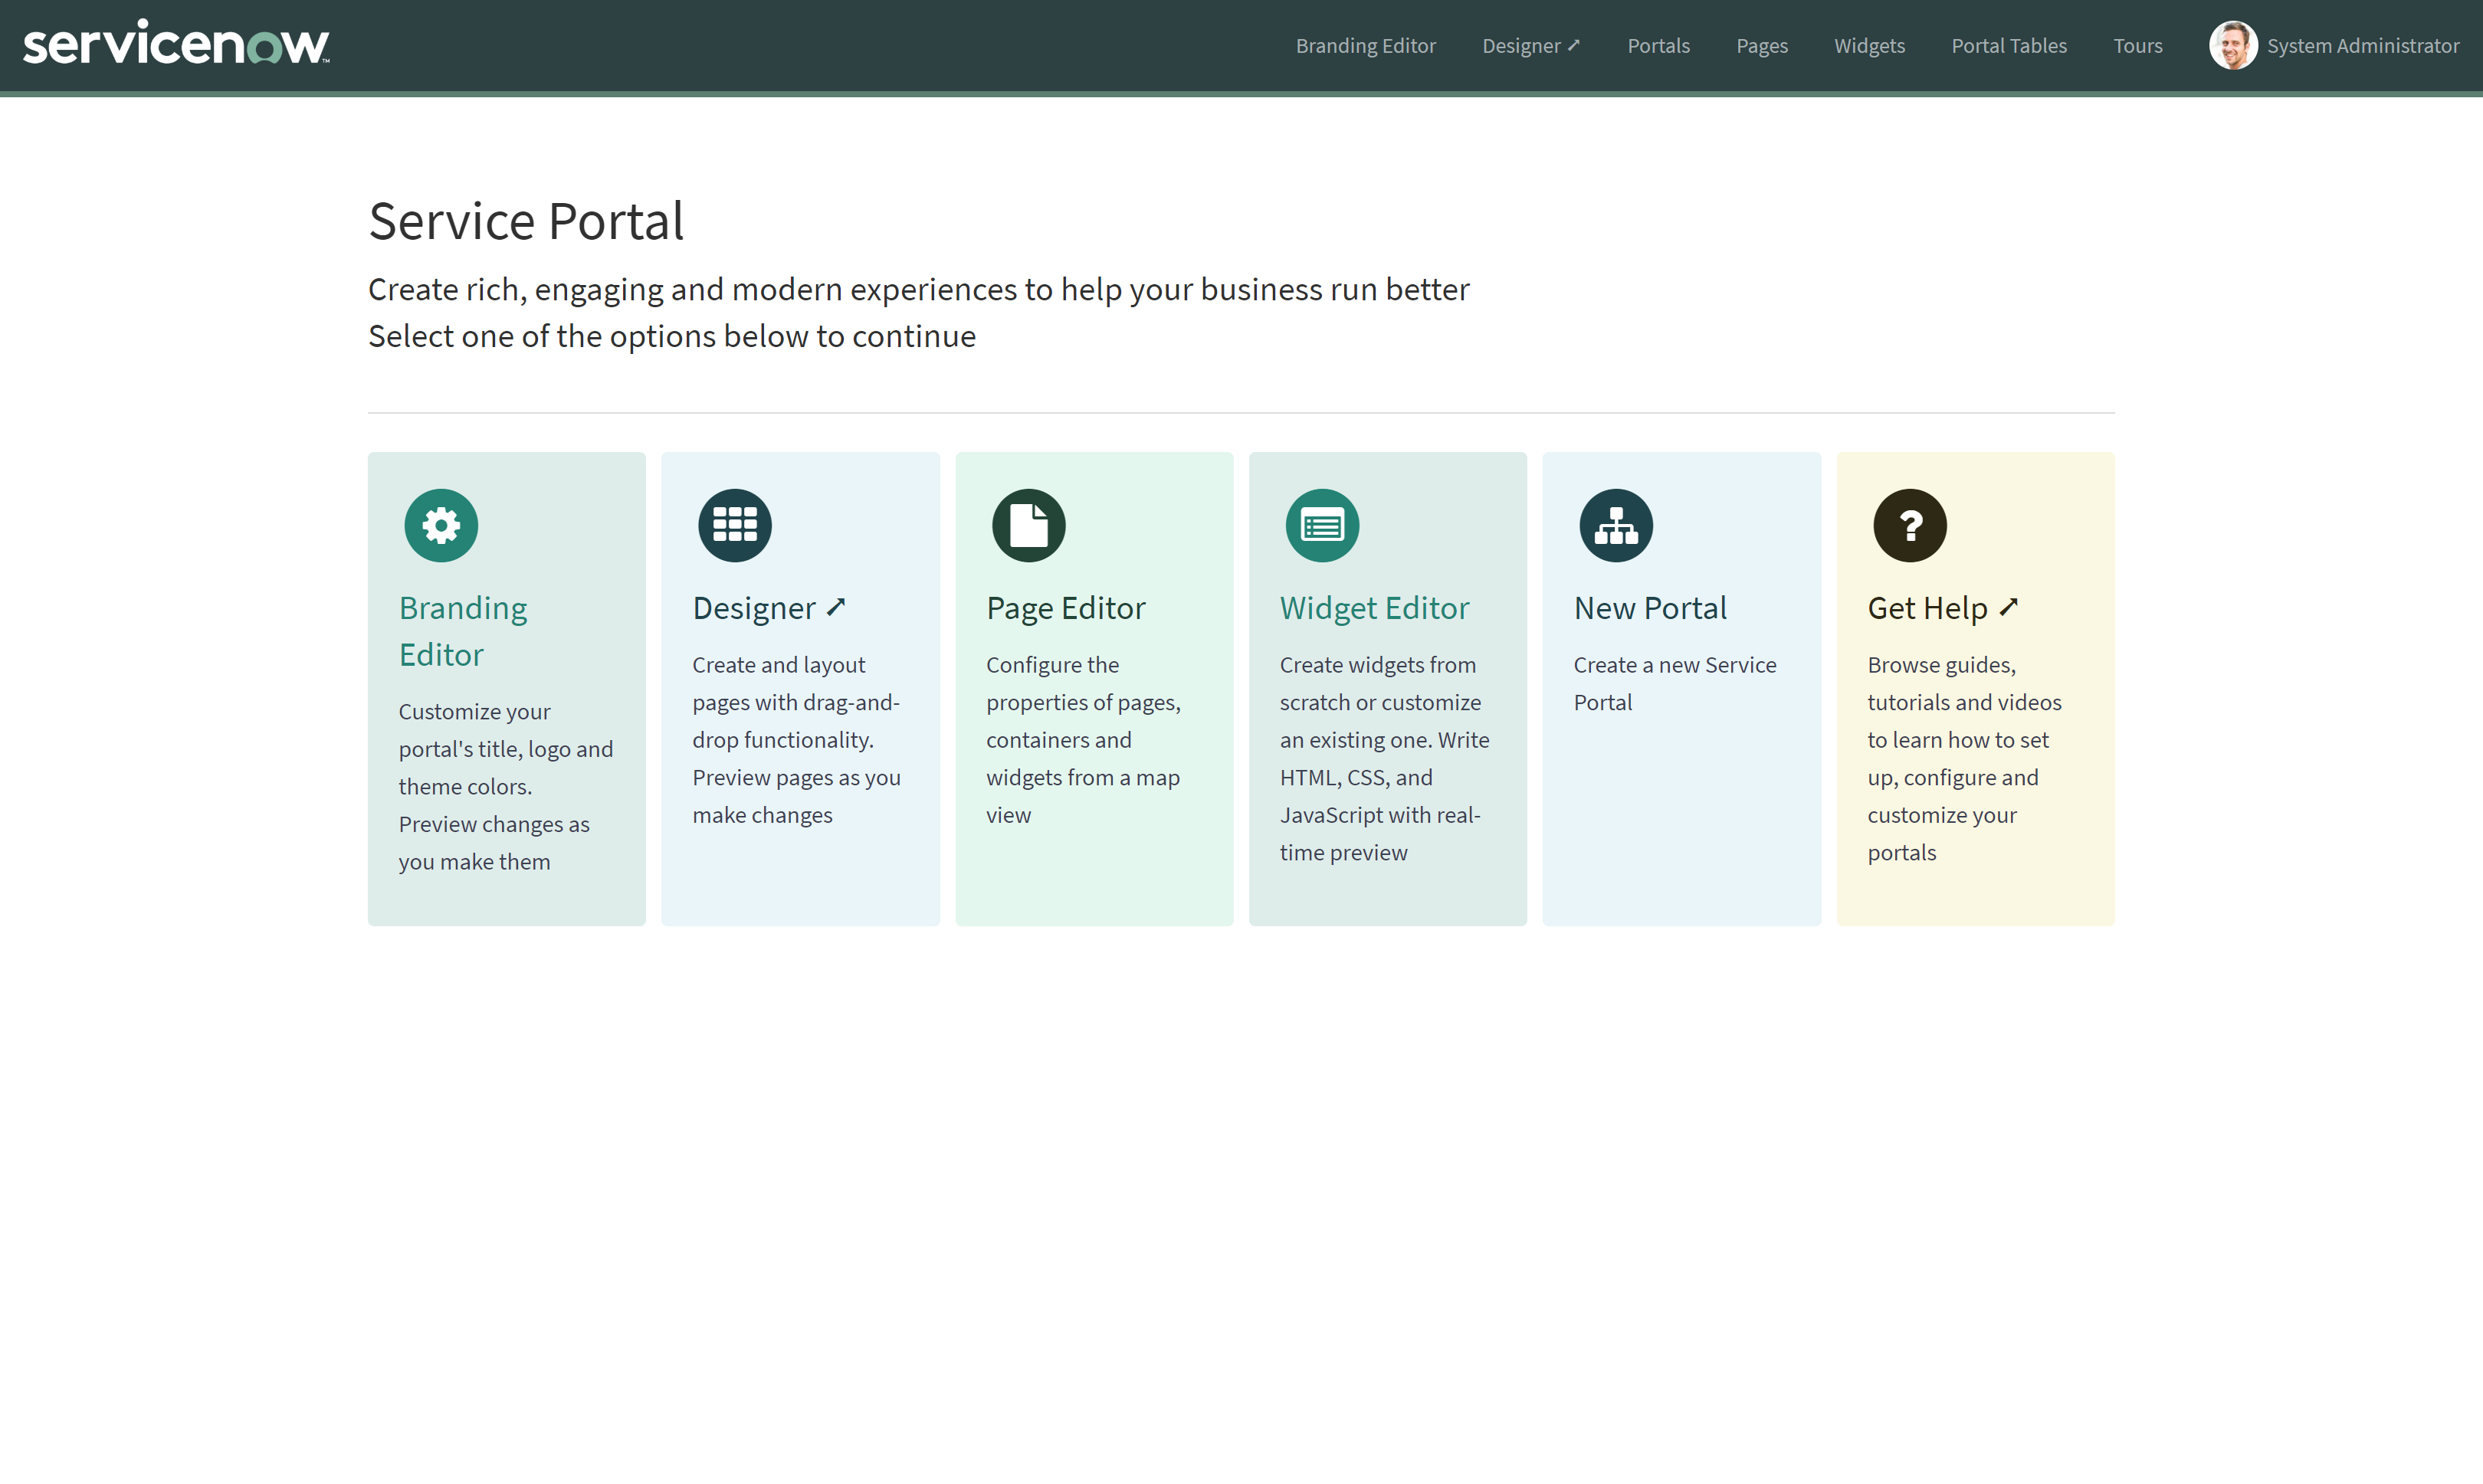 servicenow™
Branding Editor
Designer ➚
Portals
Pages
Widgets
Portal Tables
Tours
System Administrator
Service Portal
Create rich, engaging and modern experiences to help your business run better
Select one of the options below to continue
Branding
Editor
Customize your
portal's title, logo and
theme colors.
Preview changes as
you make them
Designer ➚
Create and layout
pages with drag-and-
drop functionality.
Preview pages as you
make changes
Page Editor
Configure the
properties of pages,
containers and
widgets from a map
view
Widget Editor
Create widgets from
scratch or customize
an existing one. Write
HTML, CSS, and
JavaScript with real-
time preview
New Portal
Create a new Service
Portal
?
Get Help ➚
Browse guides,
tutorials and videos
to learn how to set
up, configure and
customize your
portals